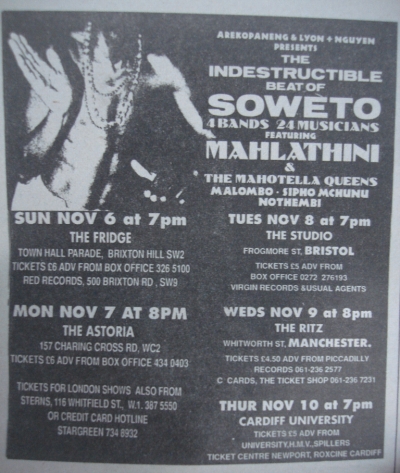 ABEKOPANENG & LYON + NGUYEN
PRESENTS
THE
INDESTRUCTIBLE
BEAT OF
SOWETO
4 BANDS 24 MUSICIANS
FEATURING
MAHLATHINI
&
THE MAHOTELLA QUEENS
MALOMBO · SIPHO MCHUNU
NOTHEMBI
SUN NOV 6 at 7pm
THE FRIDGE
TOWN HALL PARADE, BRIXTON HILL SW2
TICKETS £6 ADV FROM BOX OFFICE 326 5100
RED RECORDS, 500 BRIXTON RD , SW9
MON NOV 7 at 8PM
THE ASTORIA
157 CHARING CROSS RD, WC2
TICKETS £6 ADV FROM BOX OFFICE 434 0403
TICKETS FOR LONDON SHOWS ALSO FROM
STERNS, 116 WHITFIELD ST., W.1. 387 5550
OR CREDIT CARD HOTLINE
STARGREEN 734 8932
TUES NOV 8 at 7pm
THE STUDIO
FROGMORE ST, BRISTOL
TICKETS £5 ADV FROM
BOX OFFICE 0272 276193
VIRGIN RECORDS &USUAL AGENTS
WEDS NOV 9 at 8pm
THE RITZ
WHITWORTH ST, MANCHESTER.
TICKETS £4.50 ADV FROM PICCADILLY
RECORDS 061-236 2577
C CARDS, THE TICKET SHOP 061-236 7231
THUR NOV 10 at 7pm
CARDIFF UNIVERSITY
TICKETS £5 ADV FROM
UNIVERSITY,H.M.V.,SPILLERS
TICKET CENTRE NEWPORT, ROXCINE CARDIFF